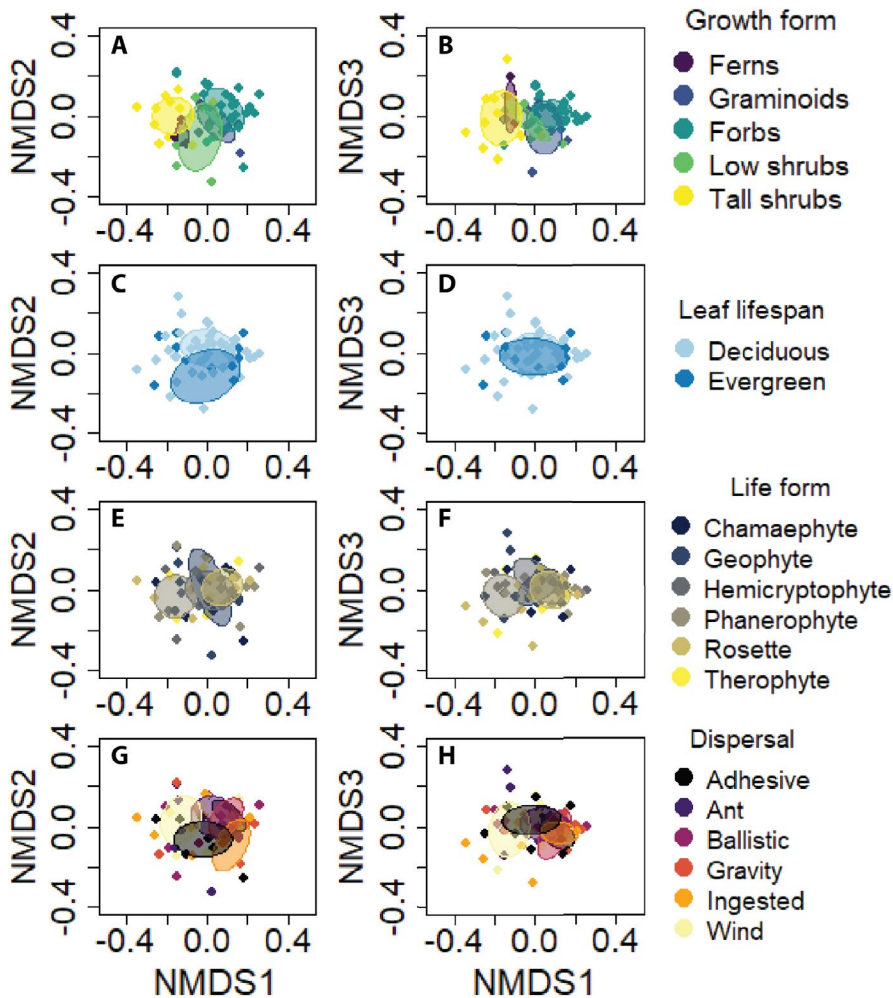 A
NMDS2
0.4
0.0
-0.4
-0.4
0.0
0.4
B
NMDS3
0.4
0.0
-0.4
-0.4
0.0
0.4
Growth form
Ferns
Graminoids
Forbs
Low shrubs
Tall shrubs
C
NMDS2
0.4
0.0
-0.4
-0.4
0.0
0.4
D
NMDS3
0.4
0.0
-0.4
-0.4
0.0
0.4
Leaf lifespan
Deciduous
Evergreen
E
NMDS2
0.4
0.0
-0.4
-0.4
0.0
0.4
F
NMDS3
0.4
0.0
-0.4
-0.4
0.0
0.4
Life form
Chamaephyte
Geophyte
Hemicryptophyte
Phanerophyte
Rosette
Therophyte
G
NMDS2
0.4
0.0
-0.4
-0.4
0.0
0.4
NMDS1
H
NMDS3
0.4
0.0
-0.4
-0.4
0.0
0.4
NMDS1
Dispersal
Adhesive
Ant
Ballistic
Gravity
Ingested
Wind